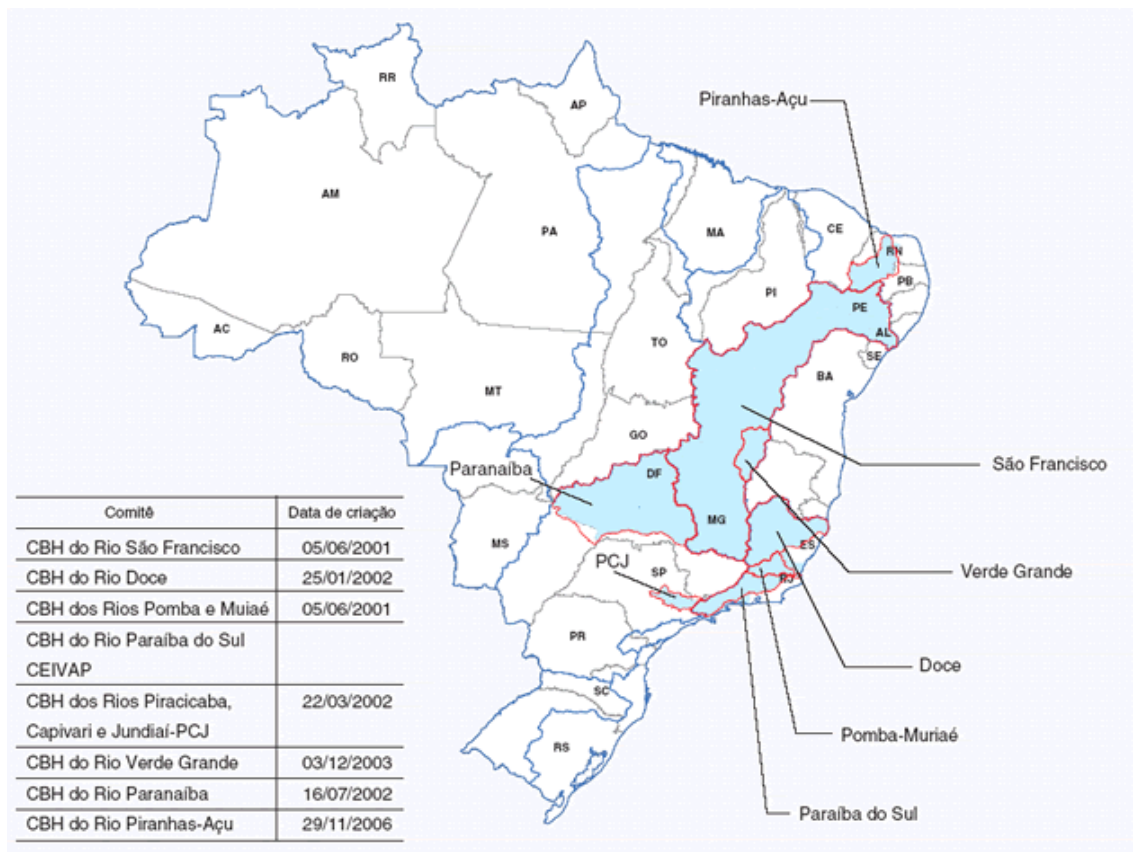 RR
AP
Piranhas-Açu
AM
PA
MA
CE
RN
PB
PI
PE
AL
SE
AC
RO
TO
BA
MT
GO
São Francisco
Paranaíba
DF
MG
MS
ES
PCJ
SP
RJ
Verde Grande
PR
Doce
SC
Pomba-Muriaé
RS
Paraíba do Sul
Comitê Data de criação
CBH do Rio São Francisco 05/06/2001
CBH do Rio Doce 25/01/2002
CBH dos Rios Pomba e Muiaé 05/06/2001
CBH do Rio Paraíba do Sul
CEIVAP
CBH dos Rios Piracicaba, 22/03/2002
Capivari e Jundiaí-PCJ
CBH do Rio Verde Grande 03/12/2003
CBH do Rio Paranaíba 16/07/2002
CBH do Rio Piranhas-Açu 29/11/2006